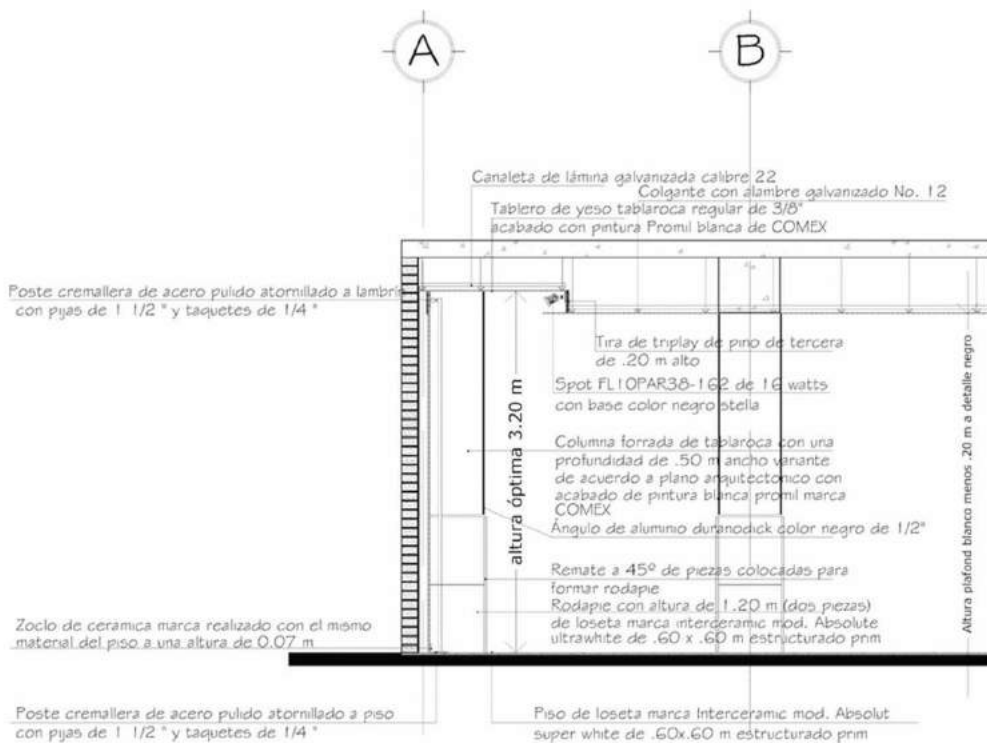 A
B
Canaleta de lámina galvanizada calibre 22
Colgante con alambre galvanizado No. 12
Tablero de yeso tablaroca regular de 3/8"
acabado con pintura Promil blanca de COMEX
Poste cremallera de acero pulido atornillado a lambrin
con pijas de 1 1/2" y taquetes de 1/4"
Tira de triplay de pino de tercera
de .20 m alto
Spot FL10PAR38-162 de 16 watts
con base color negro stella
altura óptima 3.20 m
Columna forrada de tablaroca con una
profundidad de .50 m ancho variante
de acuerdo a plano arquitectónico con
acabado de pintura blanca promil marca
COMEX
Ángulo de aluminio duranodick color negro de 1/2"
Remate a 45º de piezas colocadas para
formar rodapie
Rodapie con altura de 1.20 m (dos piezas)
de loseta marca interceramic mod. Absolute
ultrawhite de .60 x .60 m estructurado prim
Altura plafond blanco menos .20 m a detalle negro
Zoclo de ceramica marca realizado con el mismo
material del piso a una altura de 0.07 m
Poste cremallera de acero pulido atornillado a piso
con pijas de 1 1/2" y taquetes de 1/4"
Piso de loseta marca Interceramic mod. Absolut
super white de .60x.60 m estructurado prim